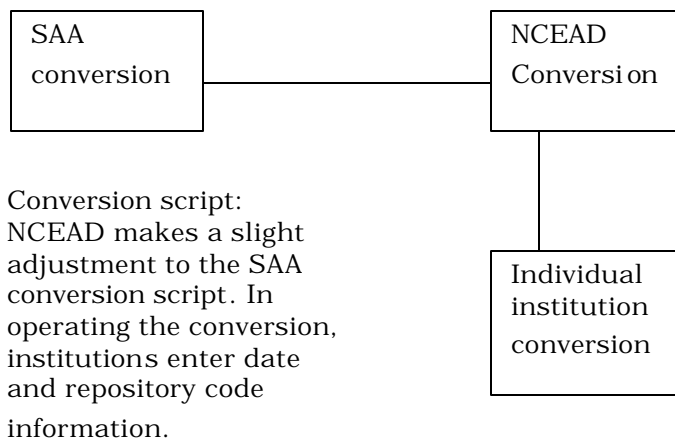 SAA
conversion
NCEAD
Conversion
Conversion script:
NCEAD makes a slight
adjustment to the SAA
conversion script. In
operating the conversion,
institutions enter date
and repository code
information.
Individual
institution
conversion